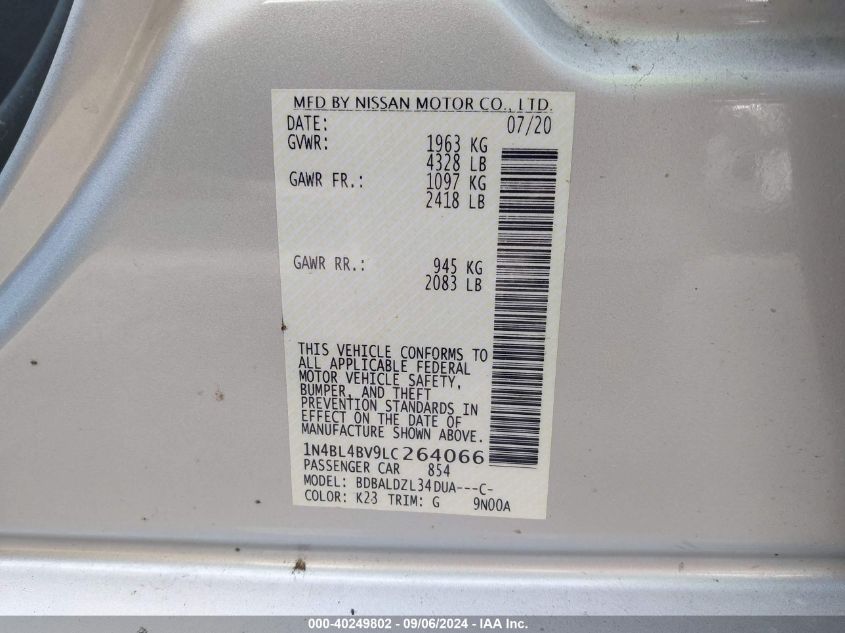 MFD BY NISSAN MOTOR CO., LTD.
DATE: 07/20
GVWR: 1963 KG
4328 LB
GAWR FR.: 1097 KG
2418 LB
GAWR RR.: 945 KG
2083 LB
THIS VEHICLE CONFORMS TO
ALL APPLICABLE FEDERAL
MOTOR VEHICLE SAFETY,
BUMPER, AND THEFT
PREVENTION STANDARDS IN
EFFECT ON THE DATE OF
MANUFACTURE SHOWN ABOVE.
1N4BL4BV9LC264066
PASSENGER CAR 854
MODEL: BDBALDZL34DUA---C-
COLOR: K23 TRIM: G 9N00A
000-40249802 - 09/06/2024 - IAA Inc.